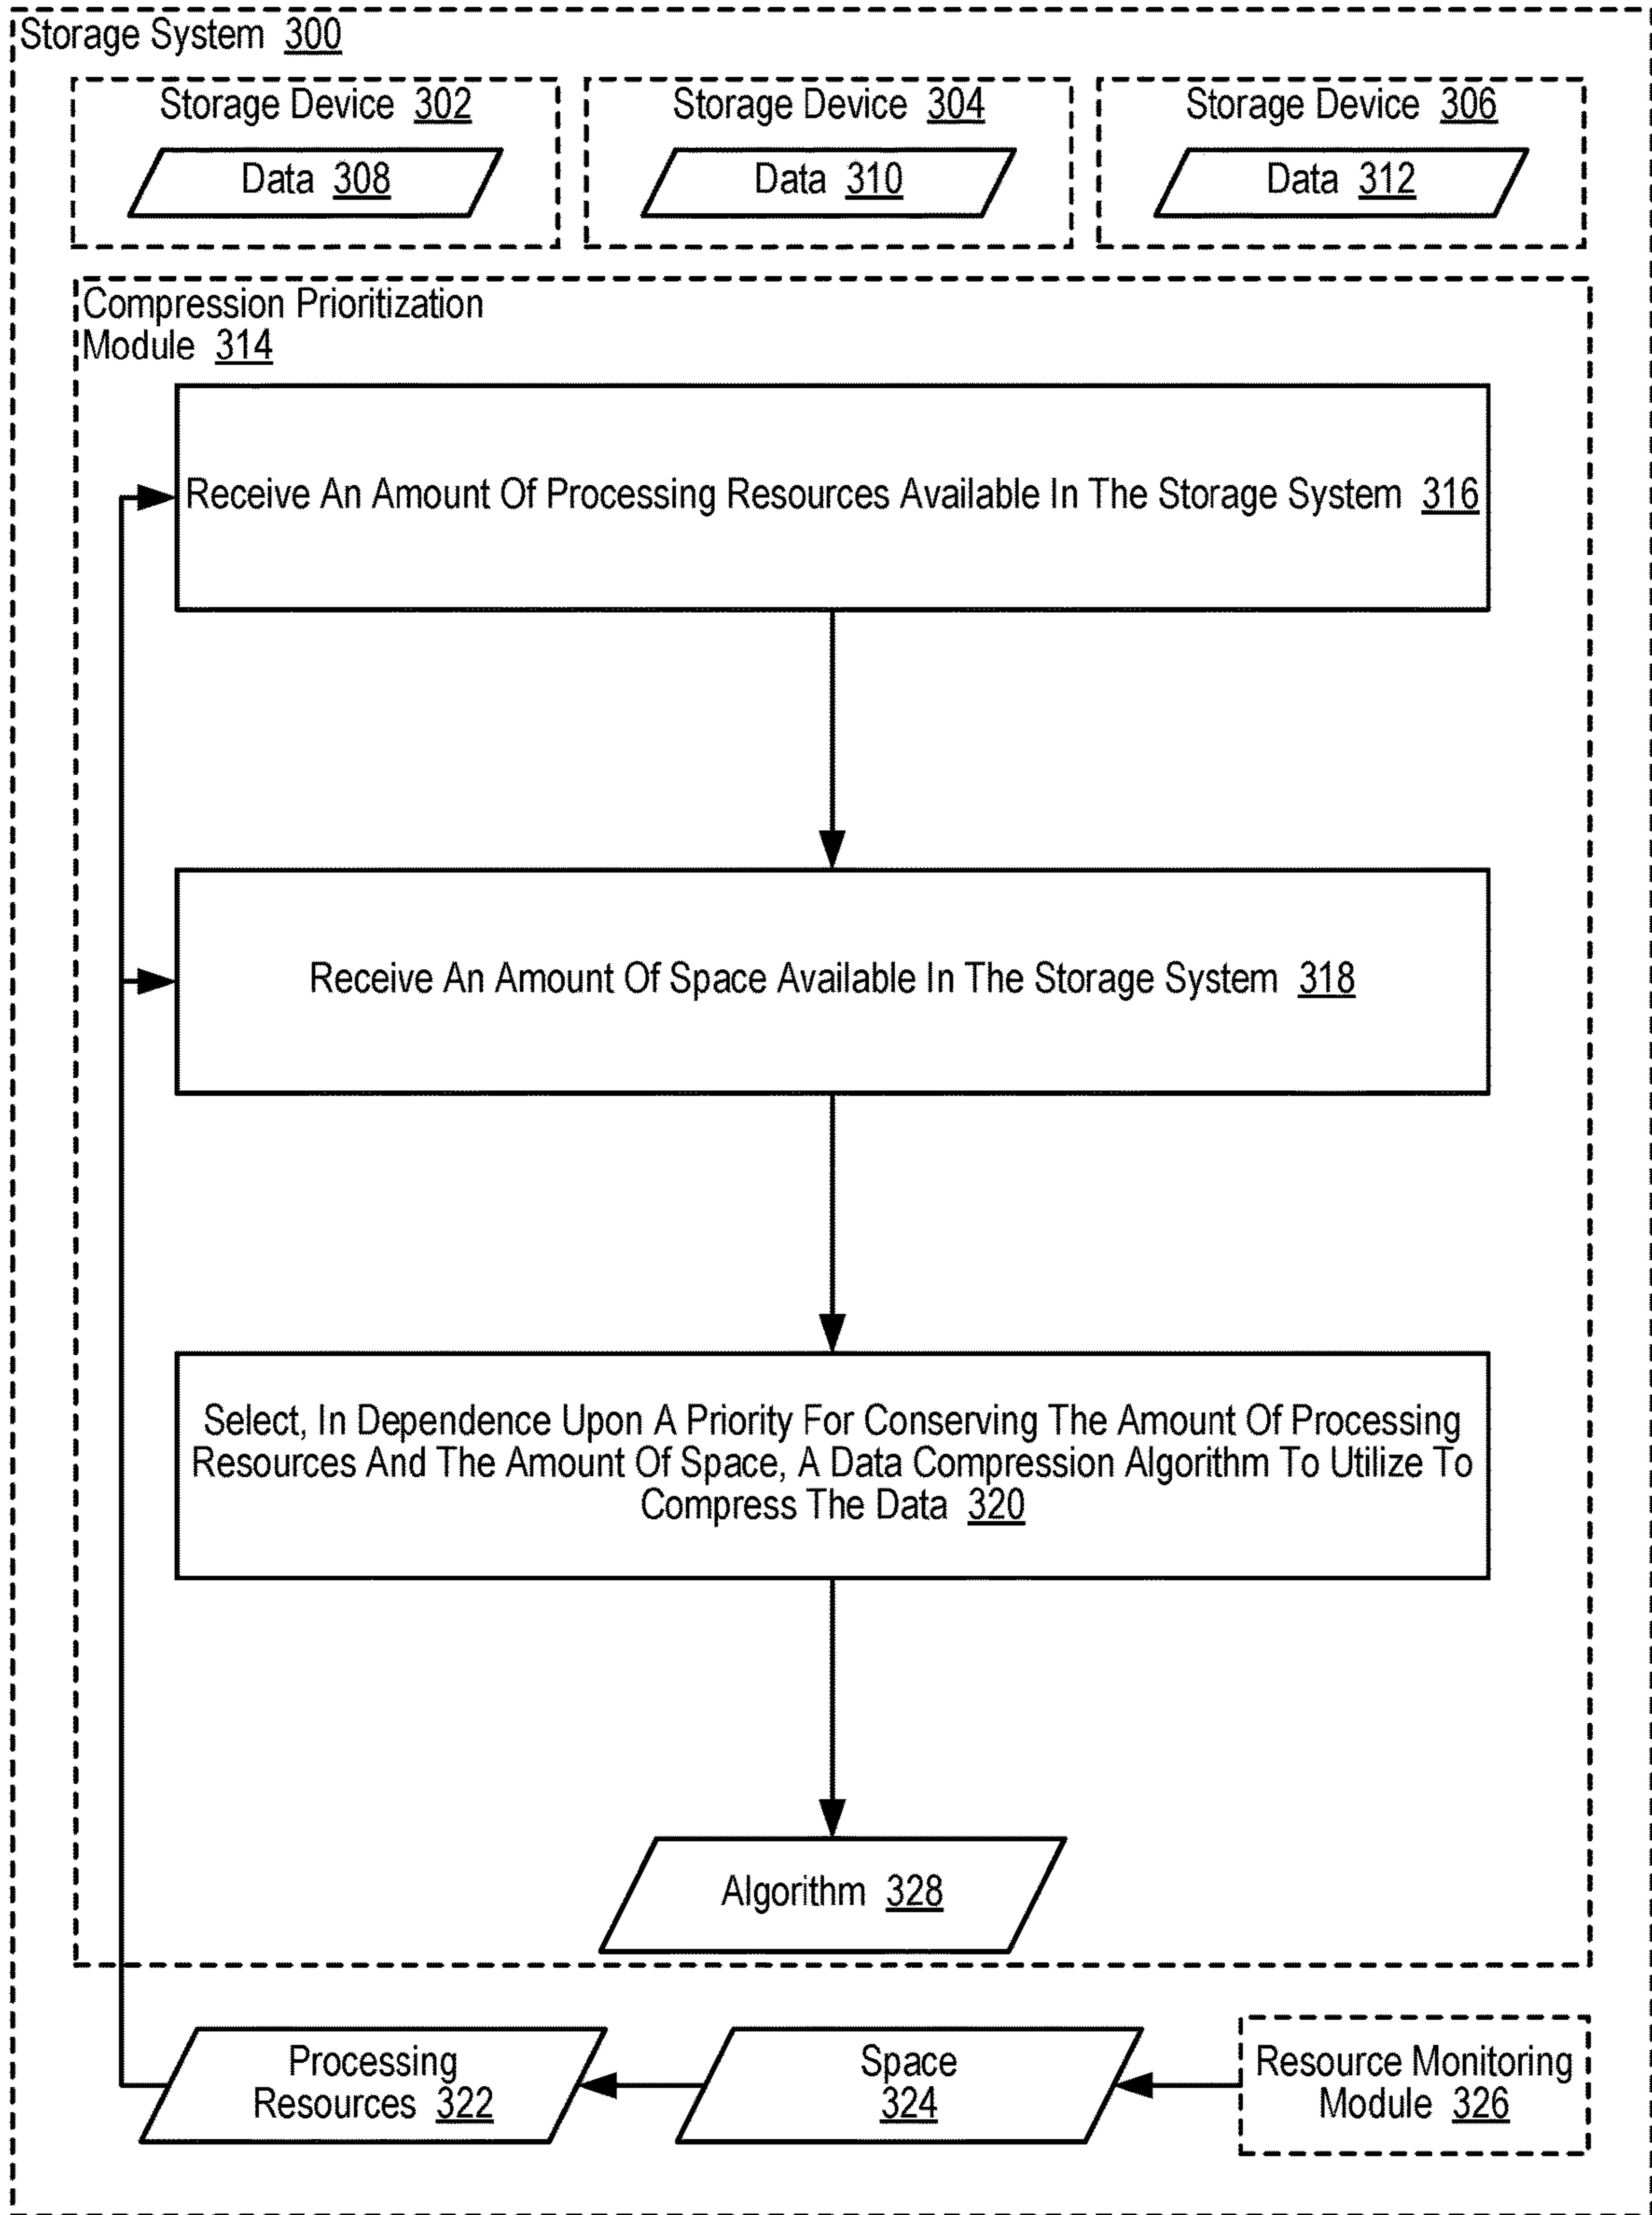 Storage System 300
Storage Device 302
Data 308
Storage Device 304
Data 310
Storage Device 306
Data 312
Compression Prioritization
Module 314
Receive An Amount Of Processing Resources Available In The Storage System 316
Receive An Amount Of Space Available In The Storage System 318
Select, In Dependence Upon A Priority For Conserving The Amount Of Processing
Resources And The Amount Of Space, A Data Compression Algorithm To Utilize To
Compress The Data 320
Algorithm 328
Processing
Resources 322
Space
324
Resource Monitoring
Module 326